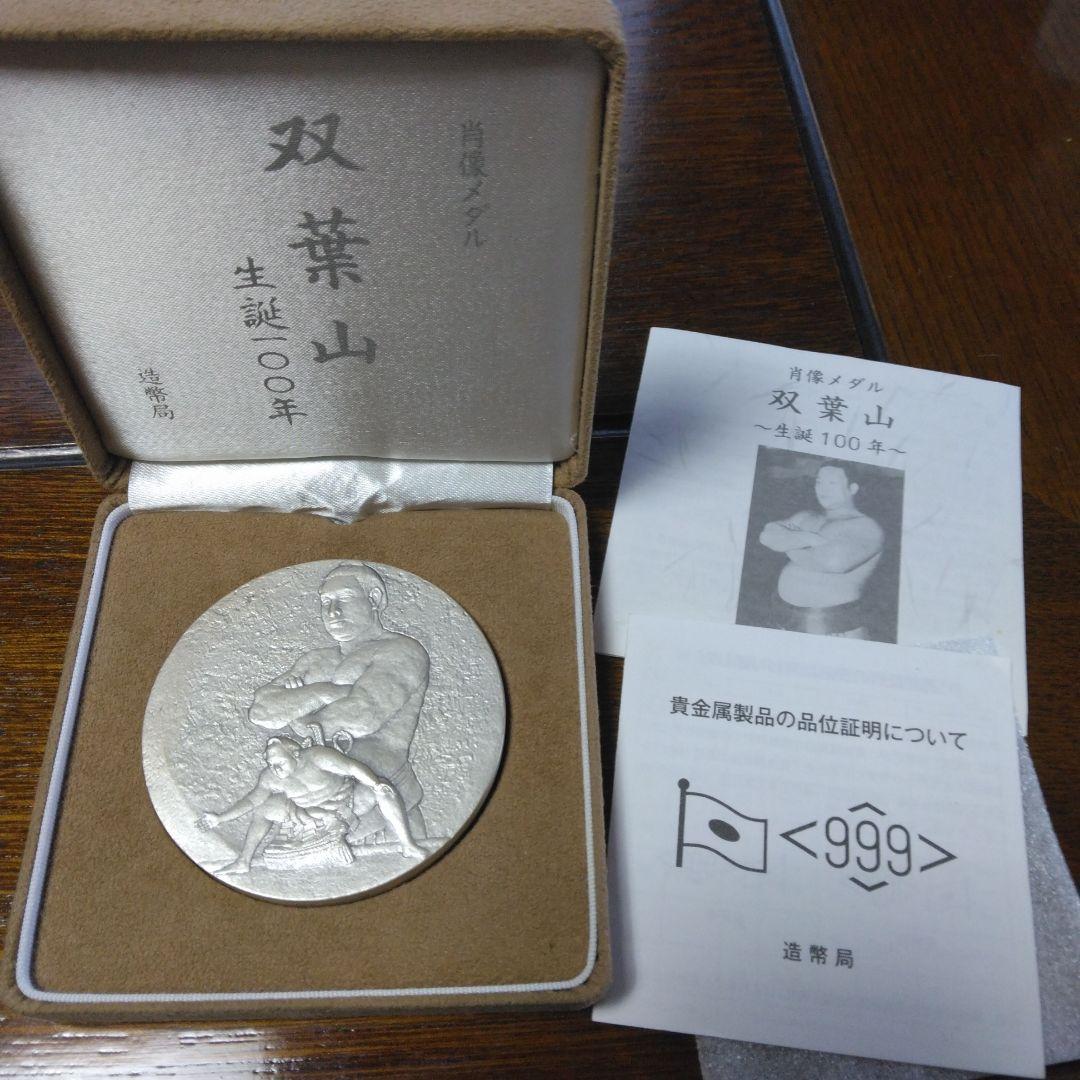 肖像メダル
双葉山
生誕一〇〇年
造幣局
肖像メダル
双葉山
～生誕100年～
貴金属製品の品位証明について
<999>
造幣局